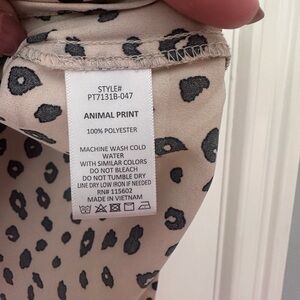 STYLE#
PT7131B-047
ANIMAL PRINT
100% POLYESTER
MACHINE WASH COLD
WATER
WITH SIMILAR COLORS
DO NOT BLEACH
DO NOT TUMBLE DRY
LINE DRY LOW IRON IF NEEDED
RN# 115602
MADE IN VIETNAM